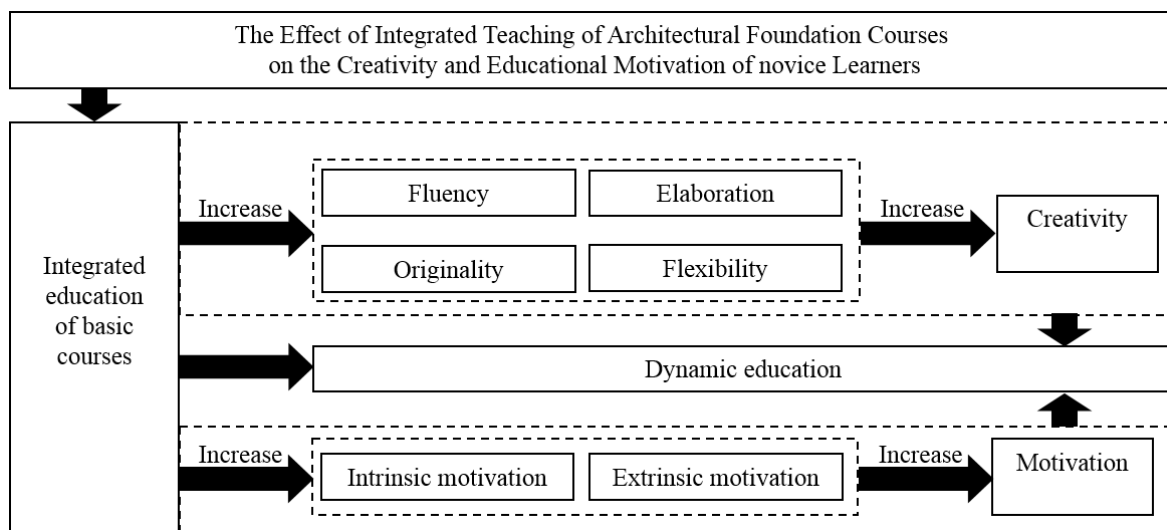 The Effect of Integrated Teaching of Architectural Foundation Courses
on the Creativity and Educational Motivation of novice Learners
Integrated
education
of basic
courses
Increase
Fluency
Elaboration
Originality
Flexibility
Increase
Creativity
Dynamic education
Increase
Intrinsic motivation
Extrinsic motivation
Increase
Motivation